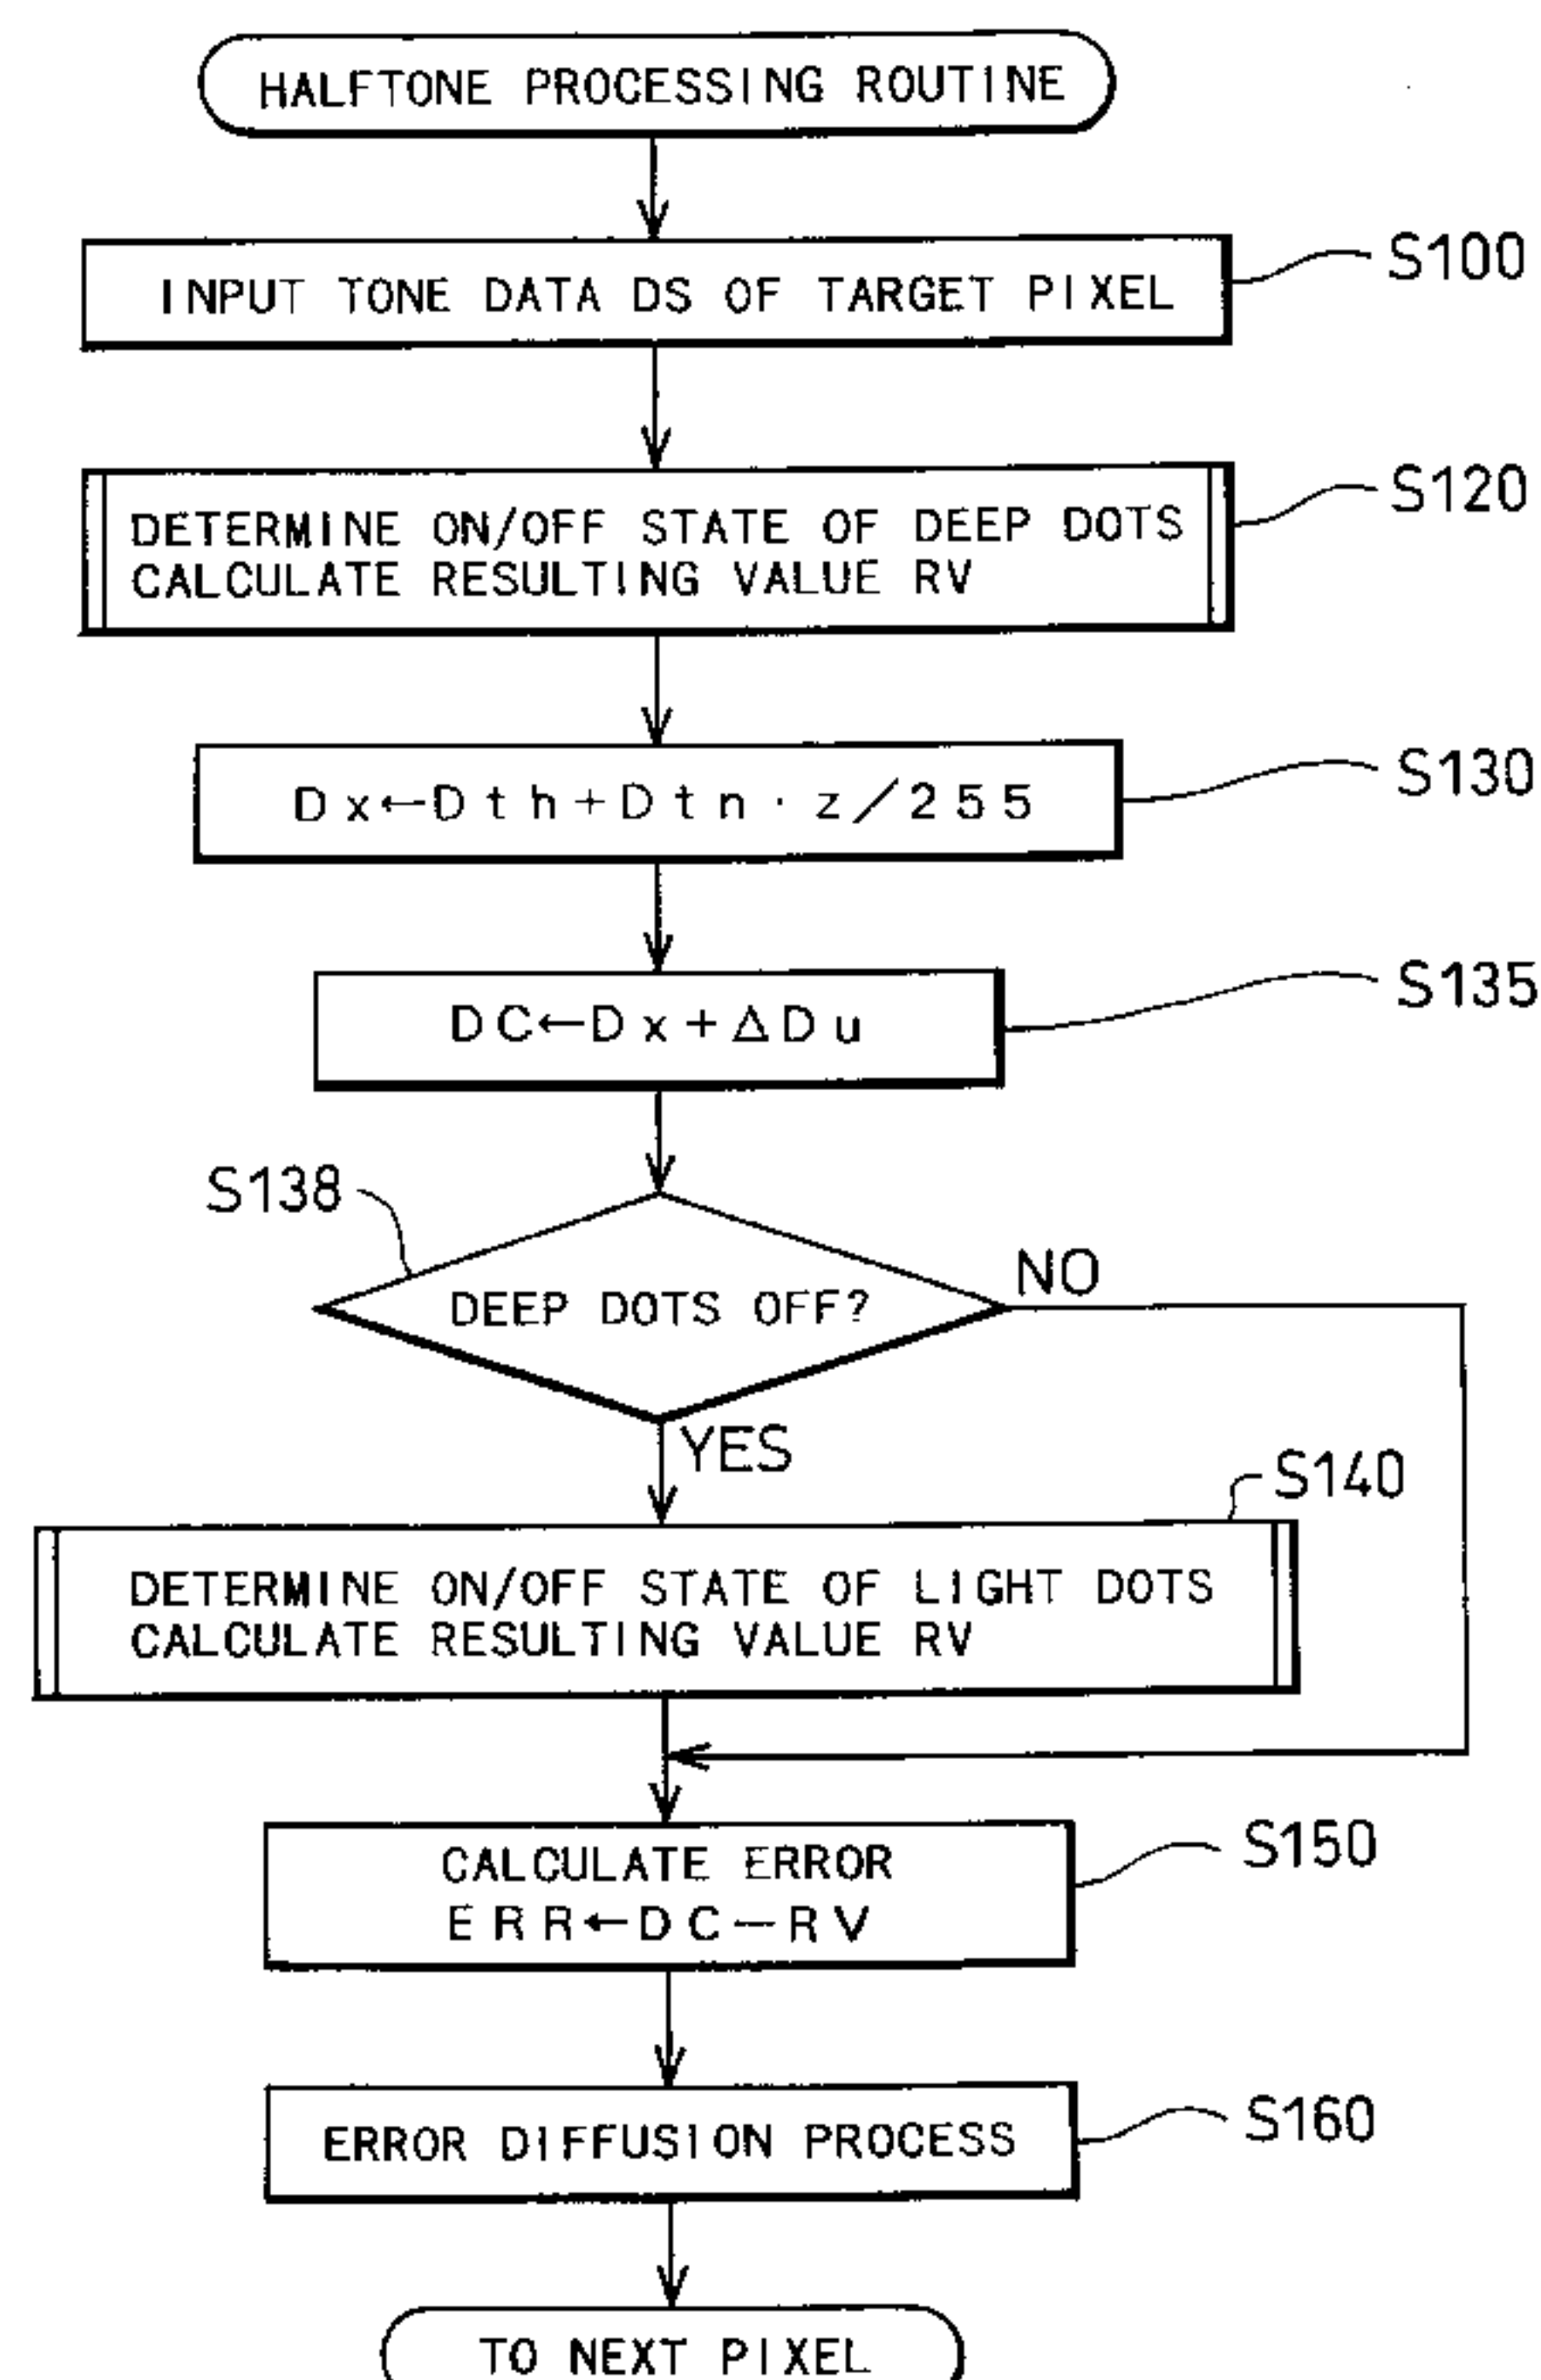 HALFTONE PROCESSING ROUTINE
INPUT TONE DATA DS OF TARGET PIXEL
S100
DETERMINE ON/OFF STATE OF DEEP DOTS
CALCULATE RESULTING VALUE RV
S120
Dx←Dth+Dtn·z/255
S130
DC←Dx+ΔDu
S135
S138
DEEP DOTS OFF?
NO
YES
S140
DETERMINE ON/OFF STATE OF LIGHT DOTS
CALCULATE RESULTING VALUE RV
CALCULATE ERROR
ERR←DC−RV
S150
ERROR DIFFUSION PROCESS
S160
TO NEXT PIXEL